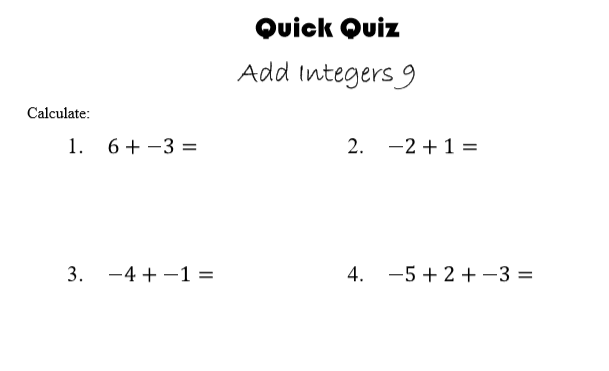 Quick Quiz
Add Integers 9
Calculate:
1. 6 + −3 =
2. −2 + 1 =
3. −4 + −1 =
4. −5 + 2 + −3 =